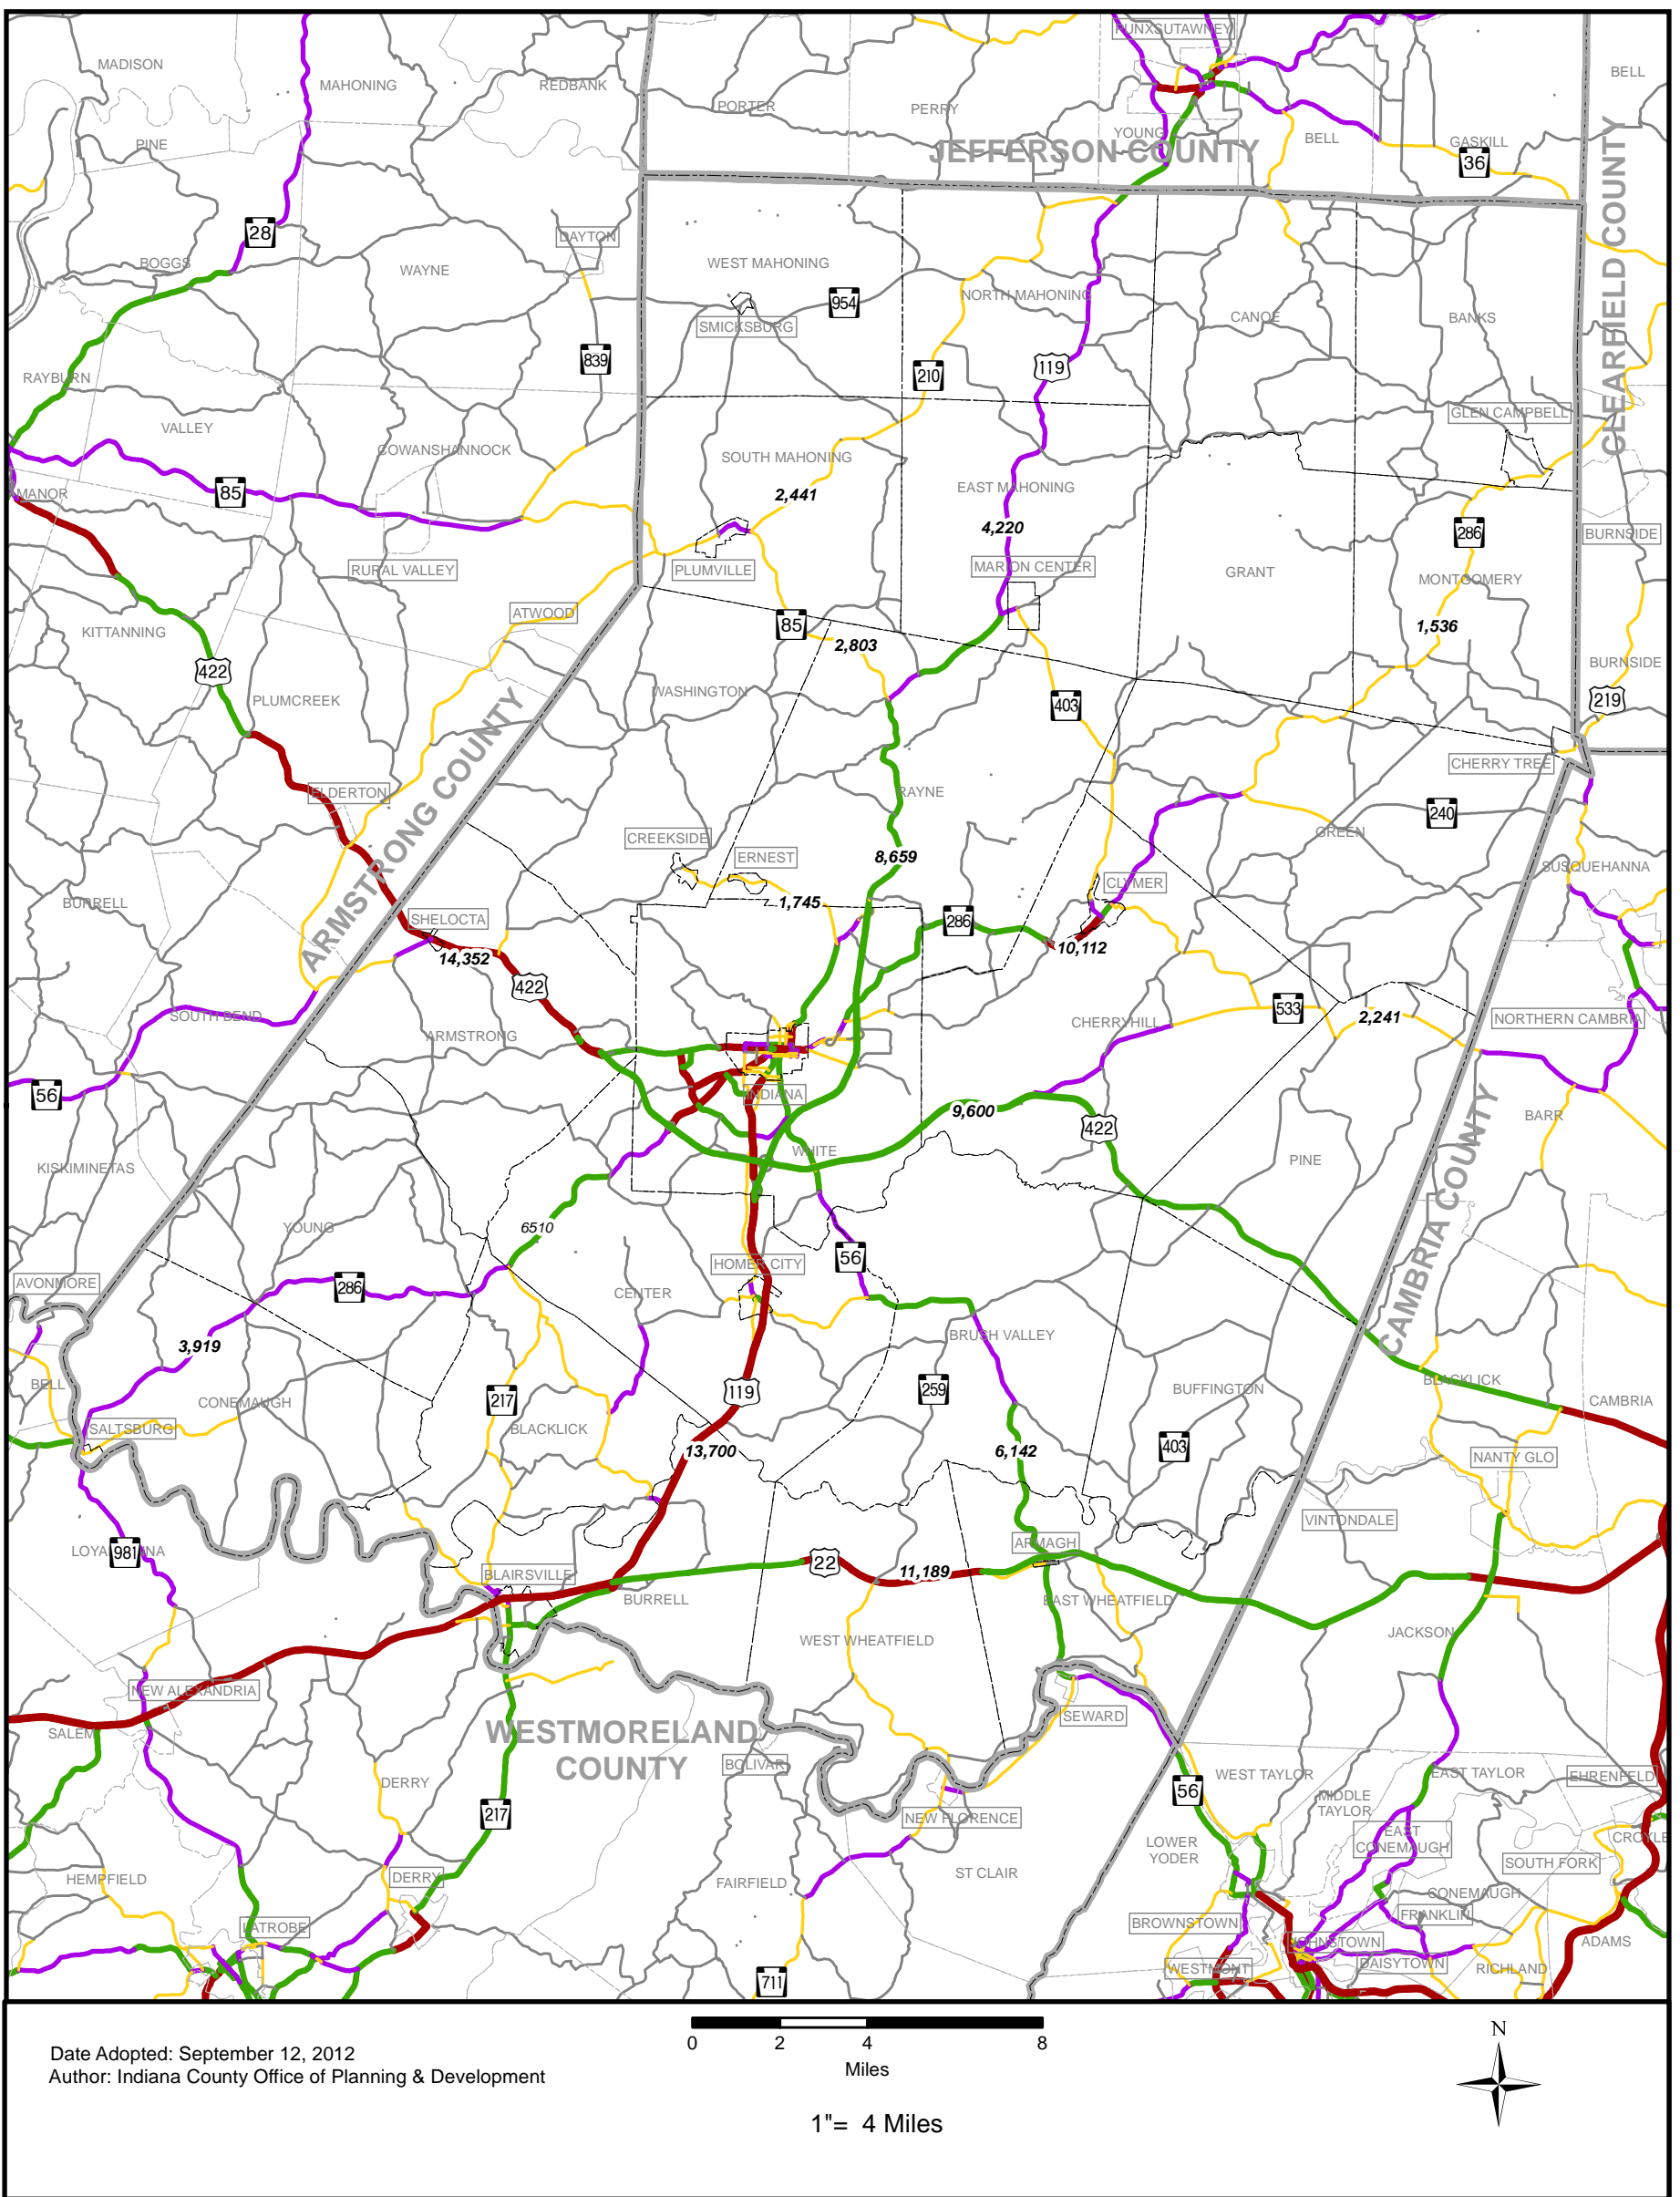 PUNXSUTAWNEY
MADISON
MAHONING
REDBANK
BELL
PORTER
PERRY
PINE
YOUNG
BELL
GASKILL
JEFFERSON COUNTY
36
CLEARFIELD COUNTY
28
DAYTON
BOGGS
WAYNE
WEST MAHONING
954
NORTH MAHONING
SMICKSBURG
CANOE
BANKS
839
RAYBURN
210
119
VALLEY
GLEN CAMPBELL
COWANSHANNOCK
SOUTH MAHONING
MANOR
85
2,441
EAST MAHONING
4,220
286
BURNSIDE
RURAL VALLEY
PLUMVILLE
MARION CENTER
GRANT
MONTGOMERY
ATWOOD
KITTANNING
85
2,803
1,536
422
BURNSIDE
PLUMCREEK
WASHINGTON
403
219
ARMSTRONG COUNTY
CHERRY TREE
ELDERTON
RAYNE
240
CREEKSIDE
GREEN
ERNEST
8,659
SUSQUEHANNA
CLYMER
BURRELL
1,745
SHELOCTA
286
14,352
10,112
422
SOUTH BEND
ARMSTRONG
CHERRYHILL
533
2,241
NORTHERN CAMBRIA
56
INDIANA
9,600
422
BARR
KISKIMINETAS
WHITE
PINE
CAMBRIA COUNTY
YOUNG
6510
AVONMORE
286
HOMER CITY
56
CENTER
3,919
BRUSH VALLEY
BELL
CONEMAUGH
217
119
259
BUFFINGTON
BLACKLICK
CAMBRIA
SALTSBURG
BLACKLICK
13,700
6,142
403
NANTY GLO
VINTONDALE
LOYALHANNA
981
ARMAGH
BLAIRSVILLE
22
11,189
BURRELL
EAST WHEATFIELD
WEST WHEATFIELD
JACKSON
NEW ALEXANDRIA
SEWARD
SALEM
WESTMORELAND
COUNTY
BOLIVAR
DERRY
WEST TAYLOR
EAST TAYLOR
EHRENFELD
56
MIDDLE
TAYLOR
217
NEW FLORENCE
EAST
CONEMAUGH
CROYLE
LOWER
YODER
SOUTH FORK
HEMPFIELD
DERRY
FAIRFIELD
ST CLAIR
CONEMAUGH
FRANKLIN
BROWNSTOWN
LATROBE
JOHNSTOWN
ADAMS
DAISYTOWN
WESTMONT
RICHLAND
711
0 2 4 8
Miles
N
Date Adopted: September 12, 2012
Author: Indiana County Office of Planning & Development
1"= 4 Miles